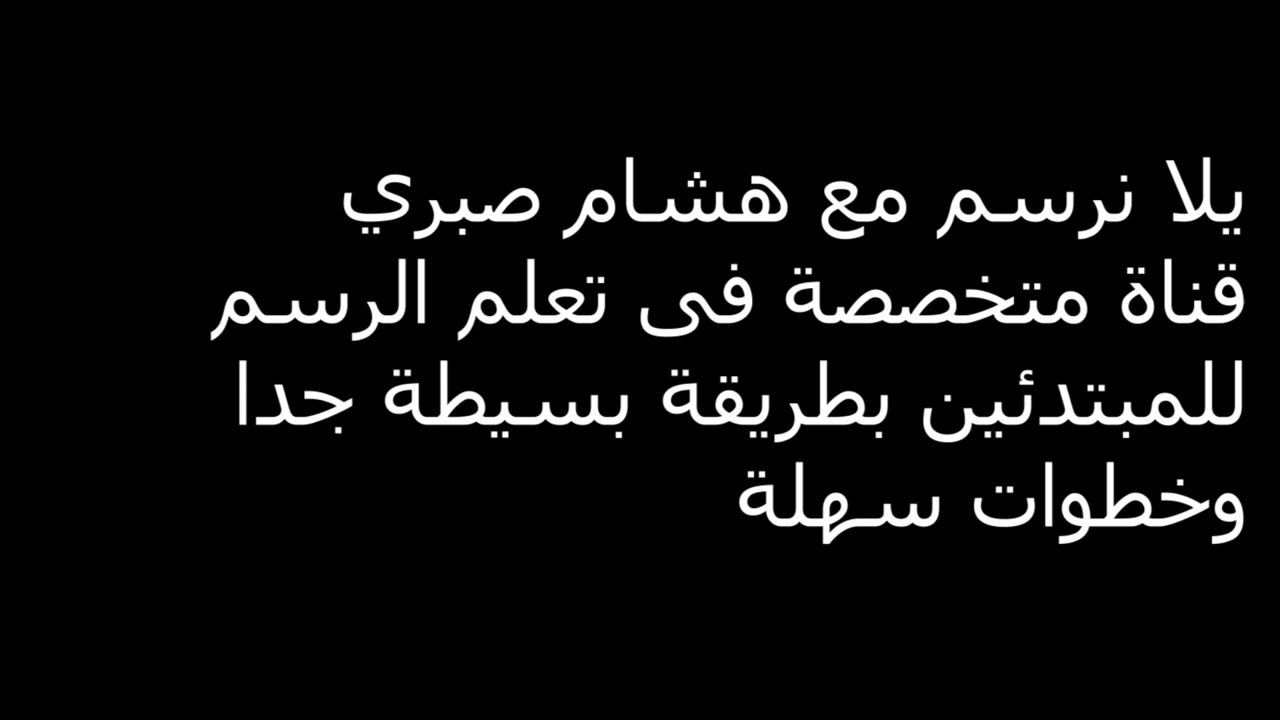 يلا نرسم مع هشام صبري
قناة متخصصة فى تعلم الرسم
للمبتدئين بطريقة بسيطة جدا
وخطوات سهلة